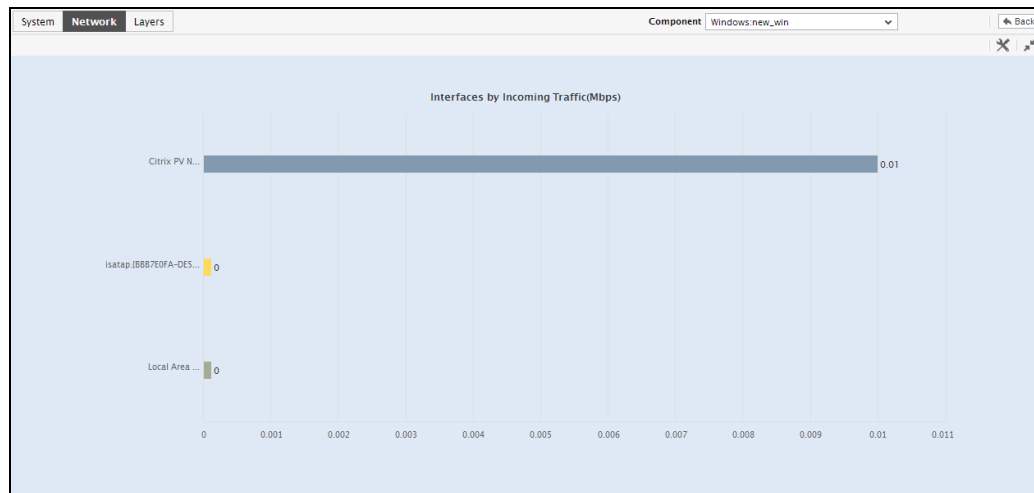 System Network Layers Component Windows:new_win Back
Interfaces by Incoming Traffic(Mbps)
Citrix PV N... 0.01
isatap.{BBB7E0FA-DE5... 0
Local Area ... 0
0 0.001 0.002 0.003 0.004 0.005 0.006 0.007 0.008 0.009 0.01 0.011